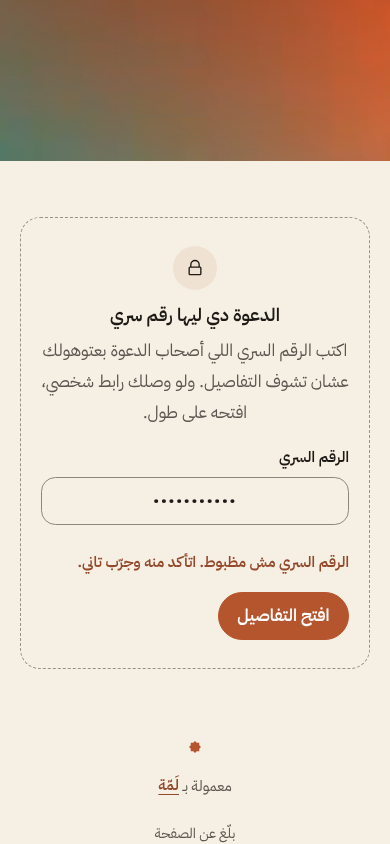 الدعوة دي ليها رقم سري
اكتب الرقم السري اللي أصحاب الدعوة بعتوهولك
عشان تشوف التفاصيل. ولو وصلك رابط شخصي،
افتحه على طول.
الرقم السري
•••••••••••
الرقم السري مش مظبوط. اتأكد منه وجرّب تاني.
افتح التفاصيل
معمولة بـ لَمّة
بلّغ عن الصفحة